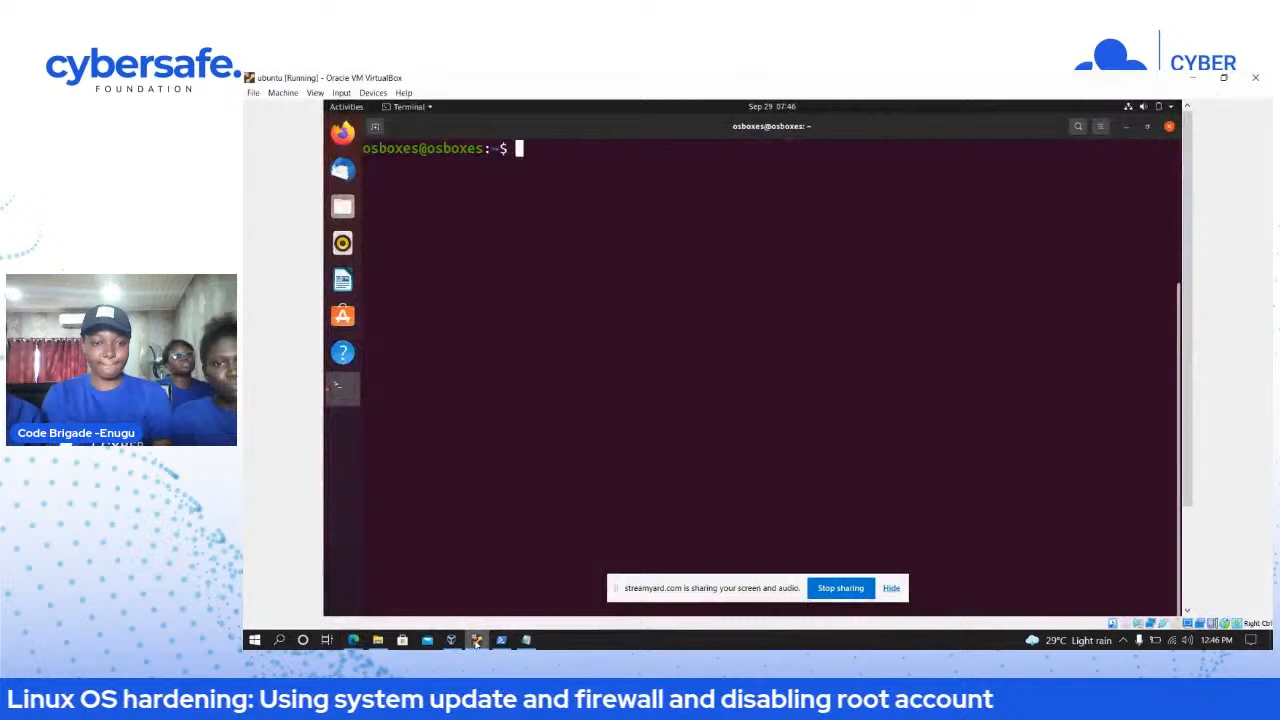 cybersafe.
FOUNDATION
CYBER
ubuntu [Running] - Oracle VM VirtualBox
File Machine View Input Devices Help
Activities
Terminal
Sep 29 07:46
osboxes@osboxes: ~
osboxes@osboxes:~$
Code Brigade -Enugu
streamyard.com is sharing your screen and audio.
Stop sharing
Hide
Right Ctrl
29°C Light rain
12:46 PM
Linux OS hardening: Using system update and firewall and disabling root account